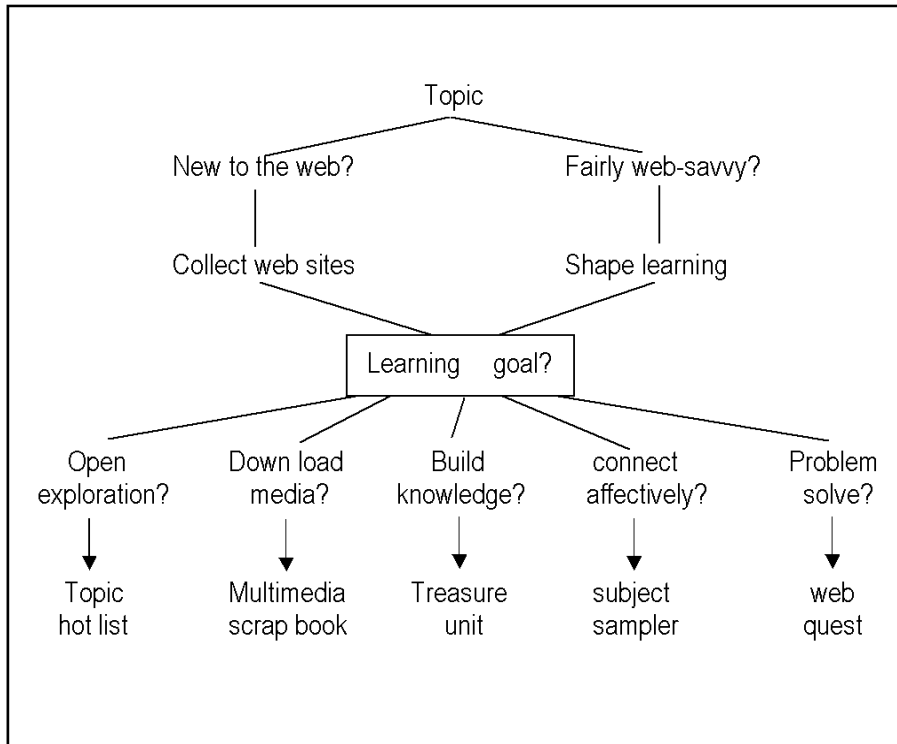 Topic
New to the web?
Fairly web-savvy?
Collect web sites
Shape learning
Learning goal?
Open
exploration?
Down load
media?
Build
knowledge?
connect
affectively?
Problem
solve?
Topic
hot list
Multimedia
scrap book
Treasure
unit
subject
sampler
web
quest